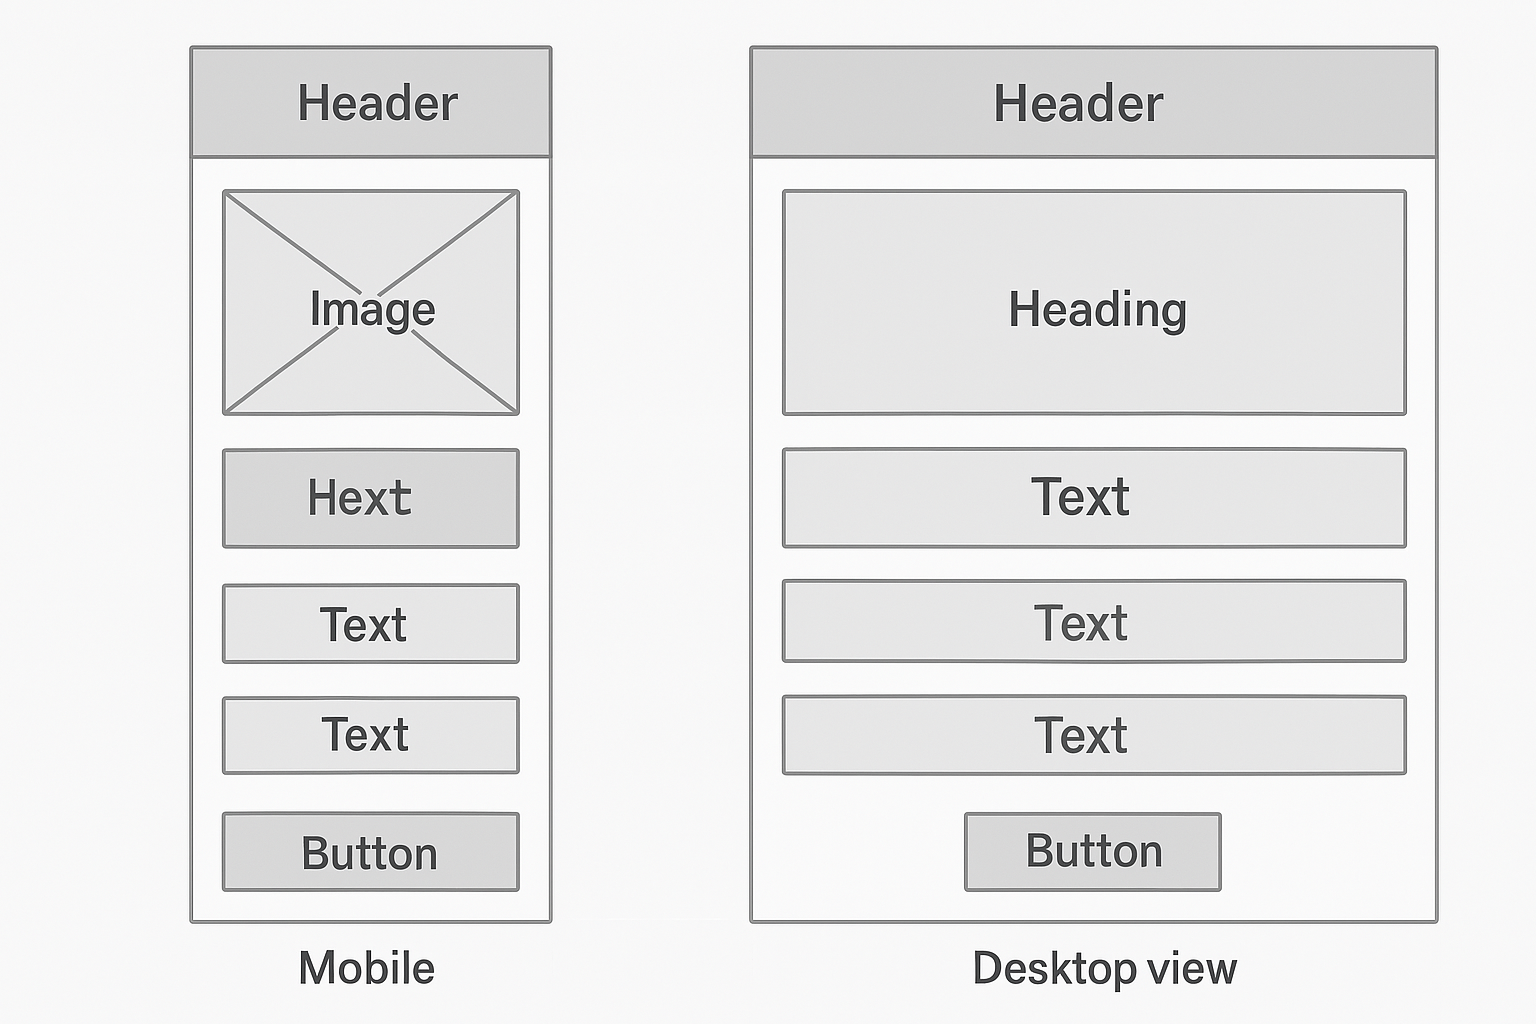 Header
Image
Hext
Text
Text
Button
Mobile
Header
Heading
Text
Text
Text
Button
Desktop view